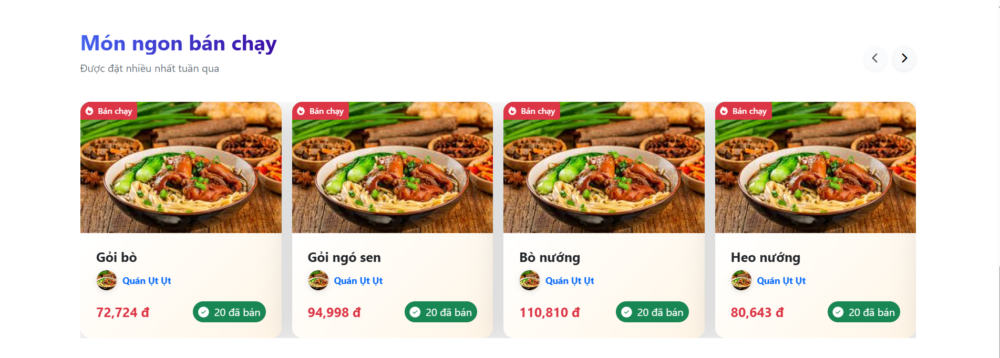 Món ngon bán chạy
Được đặt nhiều nhất tuần qua
Bán chạy
Gỏi bò
Quán Ụt Ụt
72,724 đ
20 đã bán
Bán chạy
Gỏi ngó sen
Quán Ụt Ụt
94,998 đ
20 đã bán
Bán chạy
Bò nướng
Quán Ụt Ụt
110,810 đ
20 đã bán
Bán chạy
Heo nướng
Quán Ụt Ụt
80,643 đ
20 đã bán